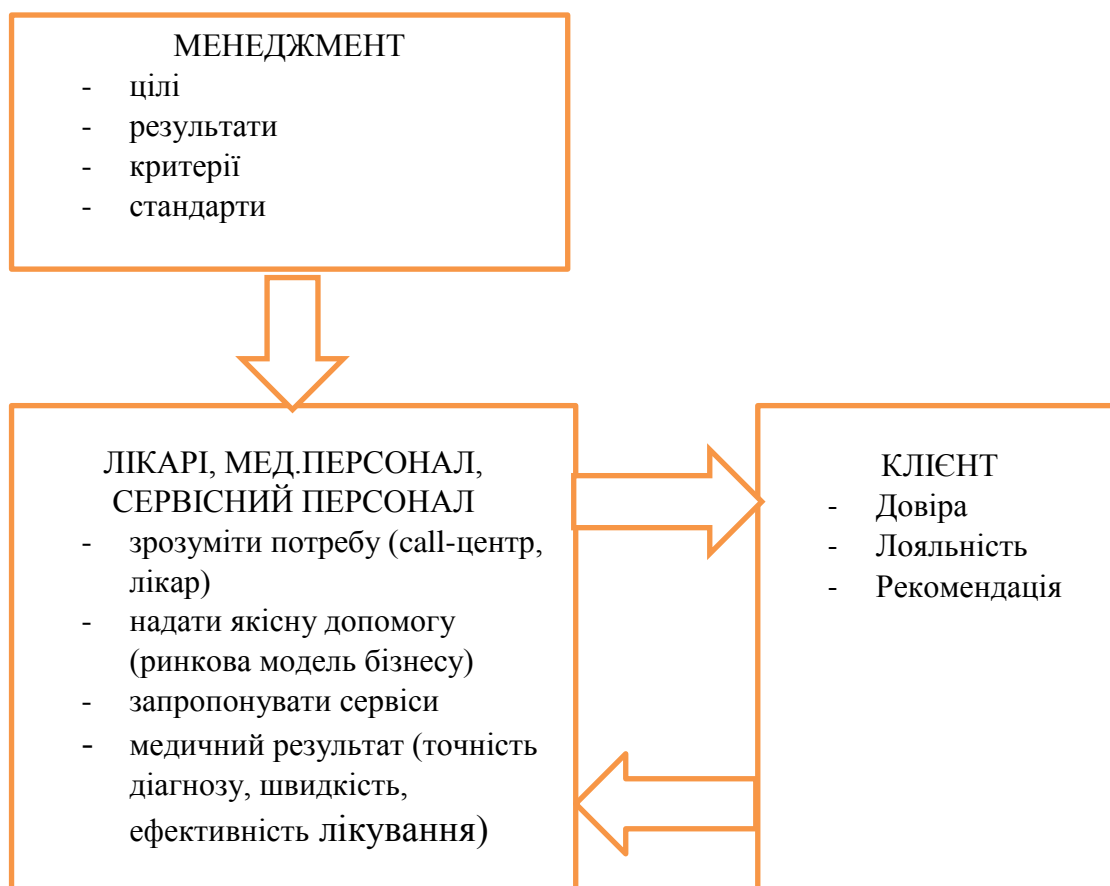 МЕНЕДЖМЕНТ
- цілі
- результати
- критерії
- стандарти
ЛІКАРІ, МЕД.ПЕРСОНАЛ,
СЕРВІСНИЙ ПЕРСОНАЛ
- зрозуміти потребу (call-центр,
лікар)
- надати якісну допомогу
(ринкова модель бізнесу)
- запропонувати сервіси
- медичний результат (точність
діагнозу, швидкість,
ефективність лікування)
КЛІЄНТ
- Довіра
- Лояльність
- Рекомендація